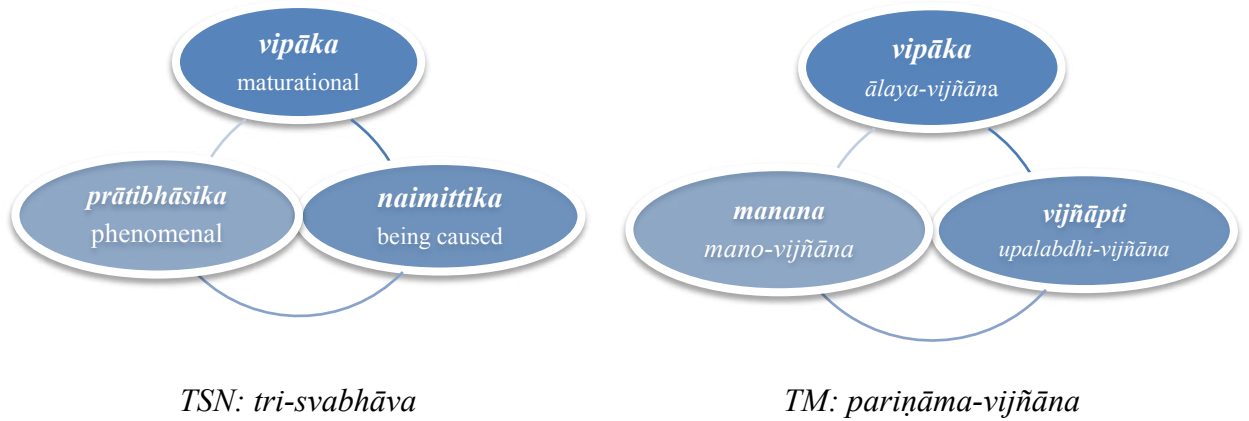 vipāka
maturational
prātibhāsika
phenomenal
naimittika
being caused
TSN: tri-svabhāva
vipāka
ālaya-vijñāna
manana
mano-vijñāna
vijñāpti
upalabdhi-vijñāna
TM: pariṇāma-vijñāna